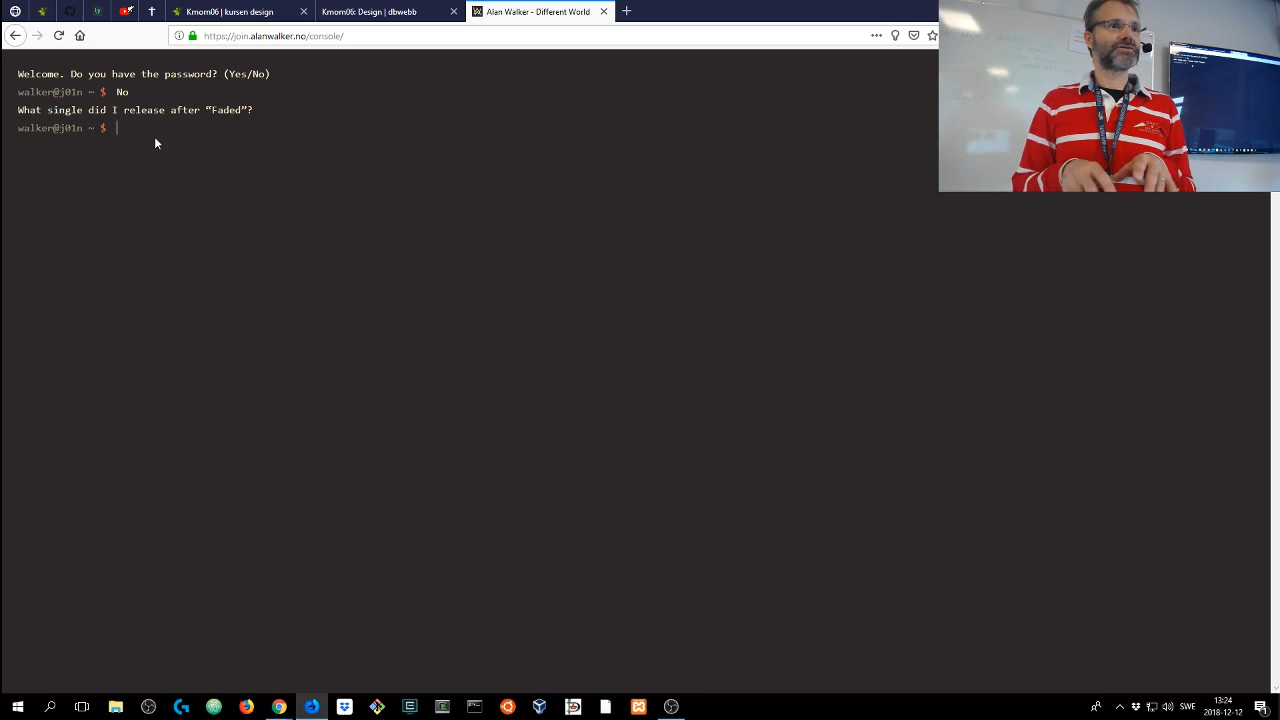 Kmom06 | kursen design
Kmom06: Design | dbwebb
Alan Walker - Different World
https://join.alanwalker.no/console/
Welcome. Do you have the password? (Yes/No)
walker@j01n ~ $ No
What single did I release after “Faded”?
walker@j01n ~ $
SWE
13:24
2018-12-12